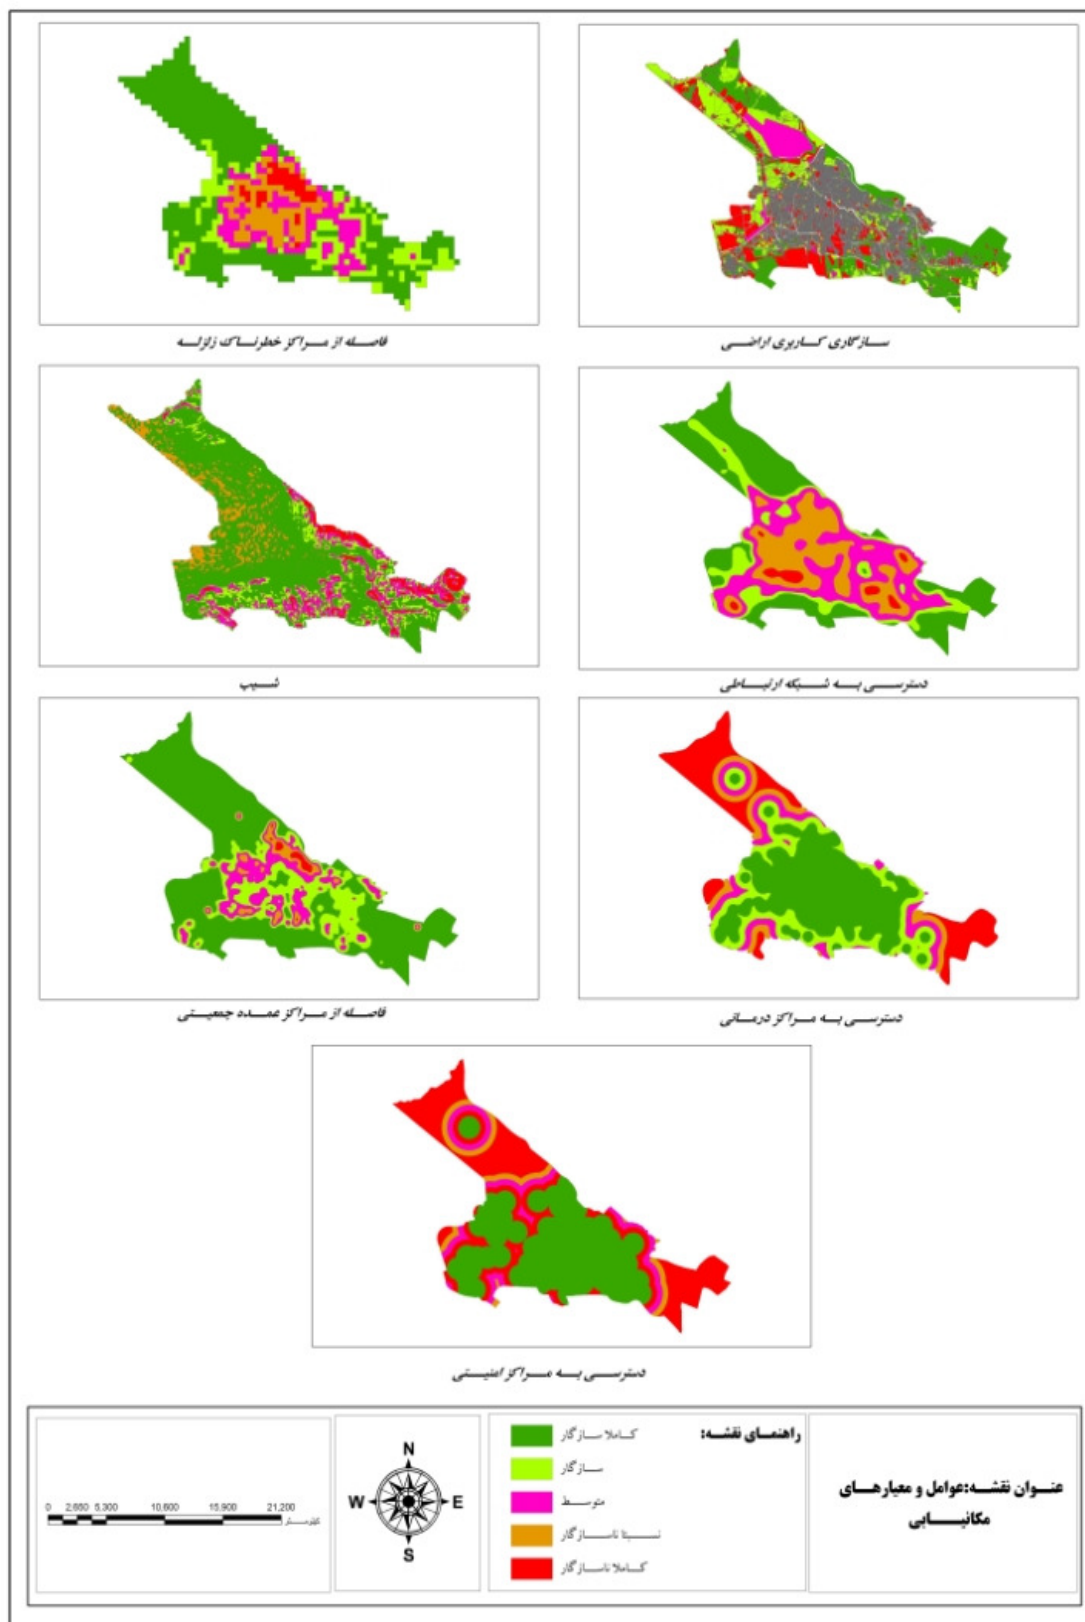 سازگاری کاربری اراضی
فاصله از مراکز خطرناک زلزله
دسترسی به شبکه ارتباطی
شیب
دسترسی به مراکز درمانی
فاصله از مراکز عمده جمعیتی
دسترسی به مراکز امنیتی
عنوان نقشه:عوامل و معیارهای
مکانیابی
راهنمای نقشه:
کاملا سازگار
سازگار
متوسط
نسبتا ناسازگار
کاملا ناسازگار
N
W E
S
0 2,650 5,300 10,600 15,900 21,200
کیلومتر